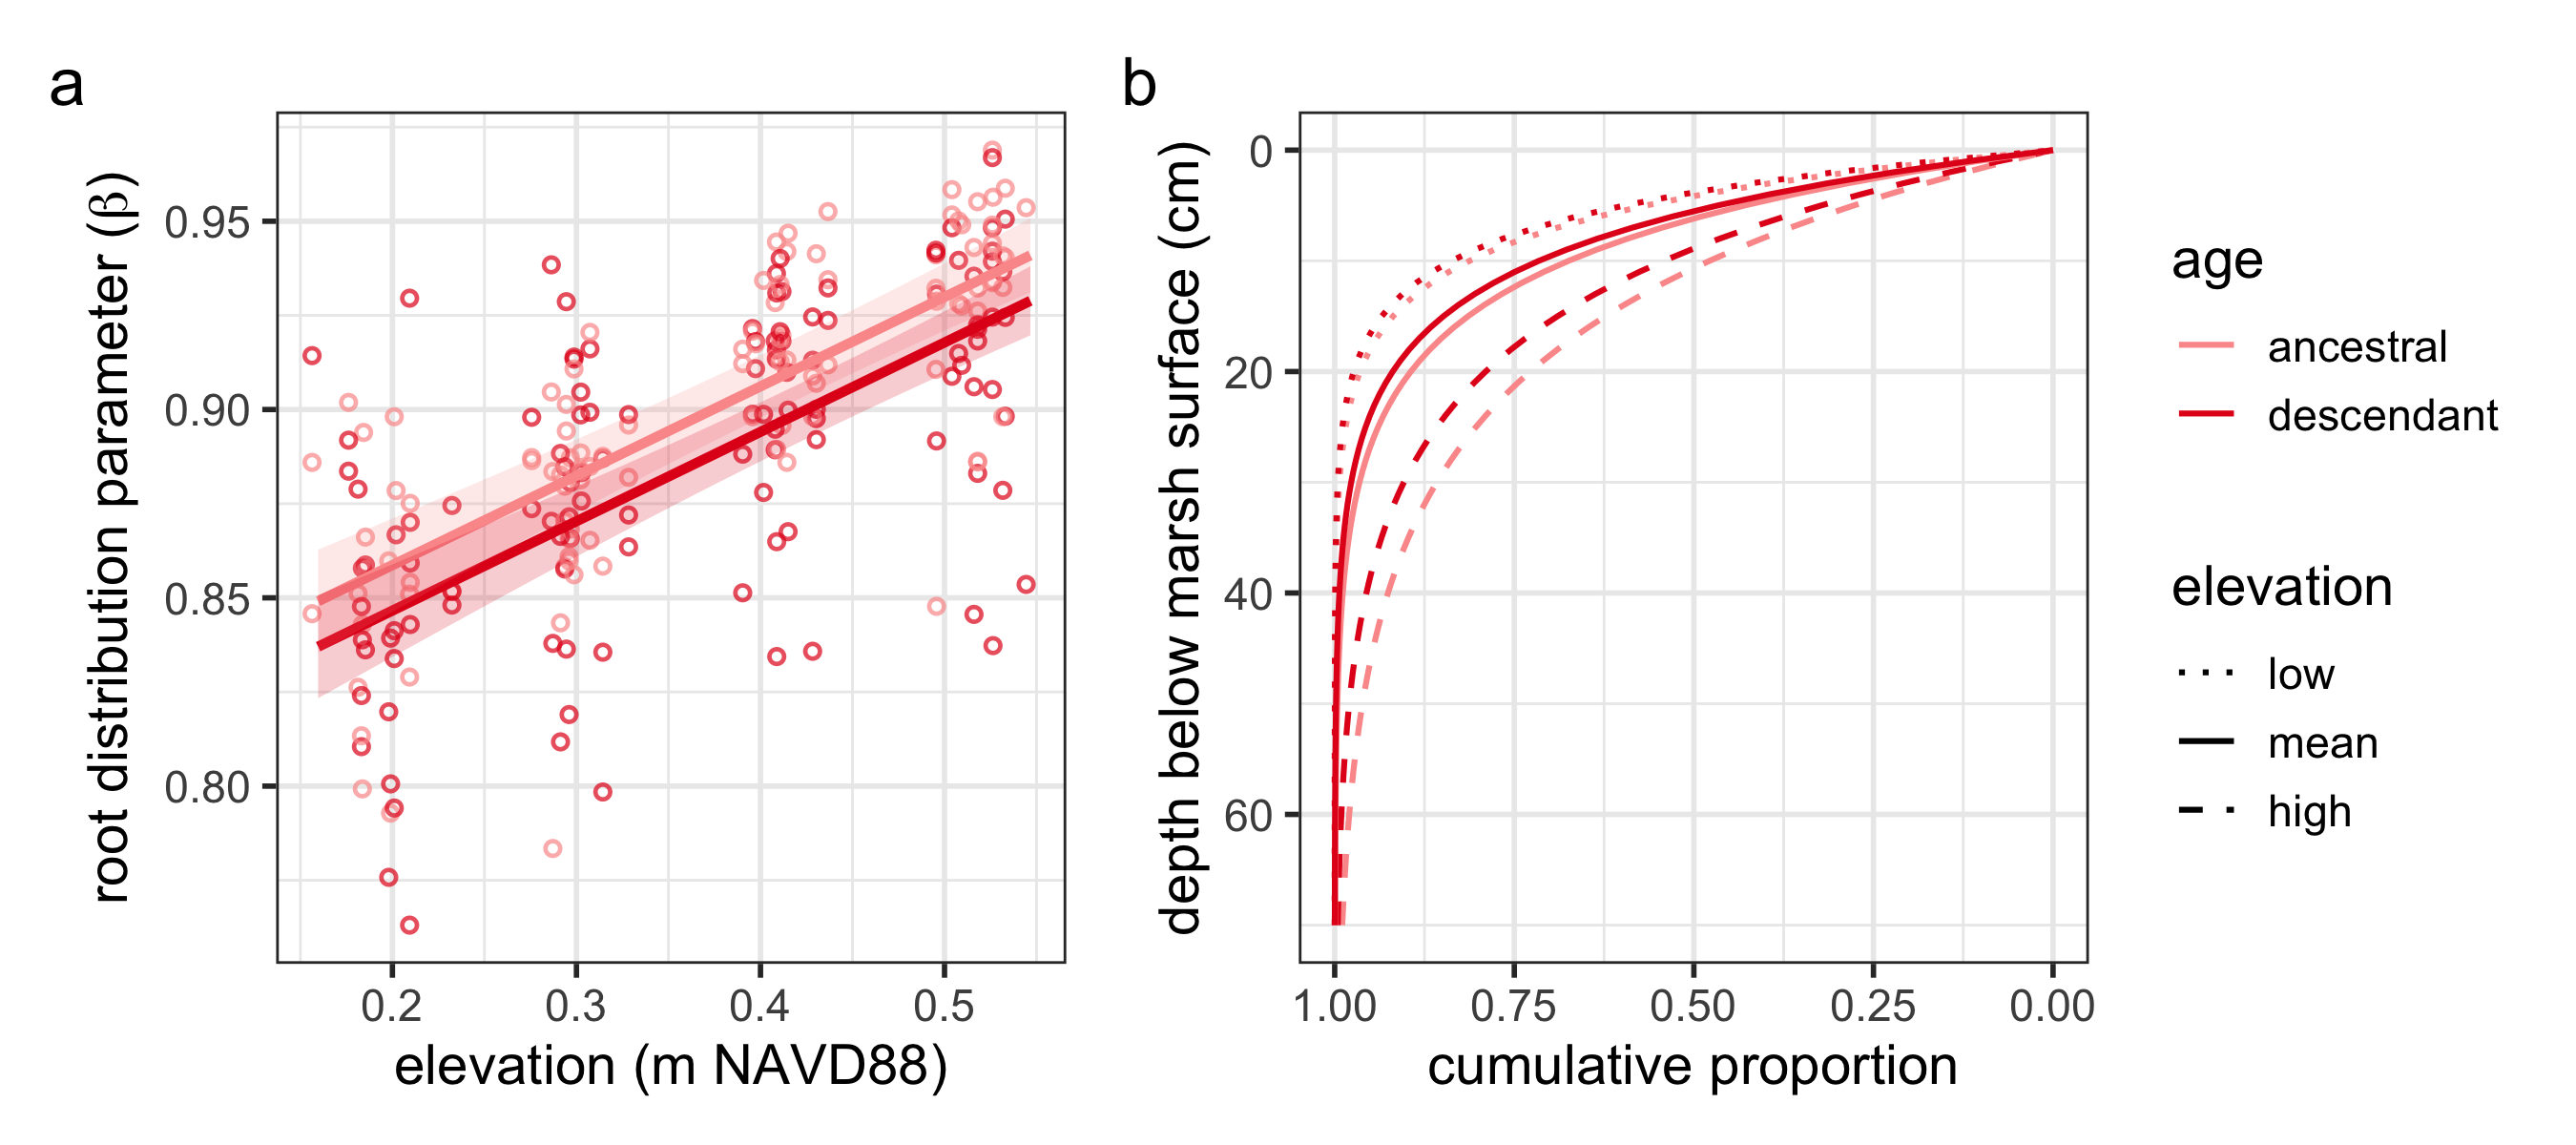 a
root distribution parameter (β)
0.95
0.90
0.85
0.80
0.2 0.3 0.4 0.5
elevation (m NAVD88)
b
depth below marsh surface (cm)
0
20
40
60
1.00 0.75 0.50 0.25 0.00
cumulative proportion
age
ancestral
descendant
elevation
low
mean
high